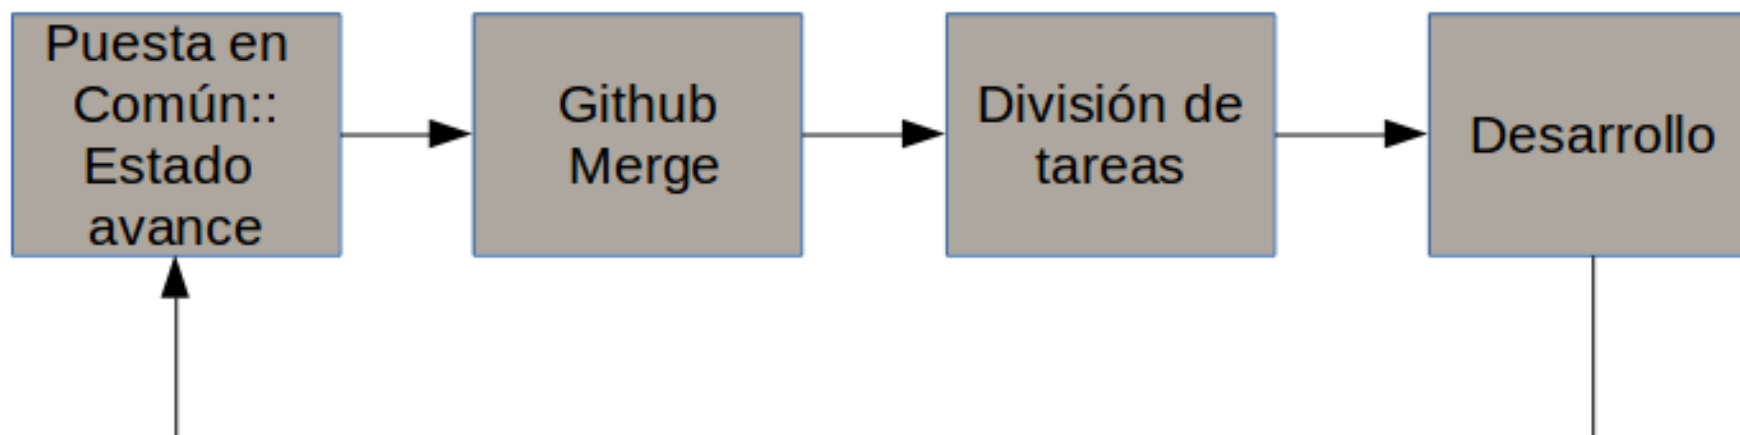 Puesta en
Común::
Estado
avance
Github
Merge
División de
tareas
Desarrollo